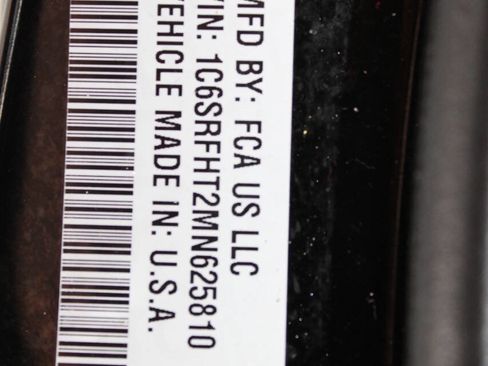 MFD BY: FCA US LLC
VIN: 1C6SRFHT2MN625810
VEHICLE MADE IN: U.S.A.